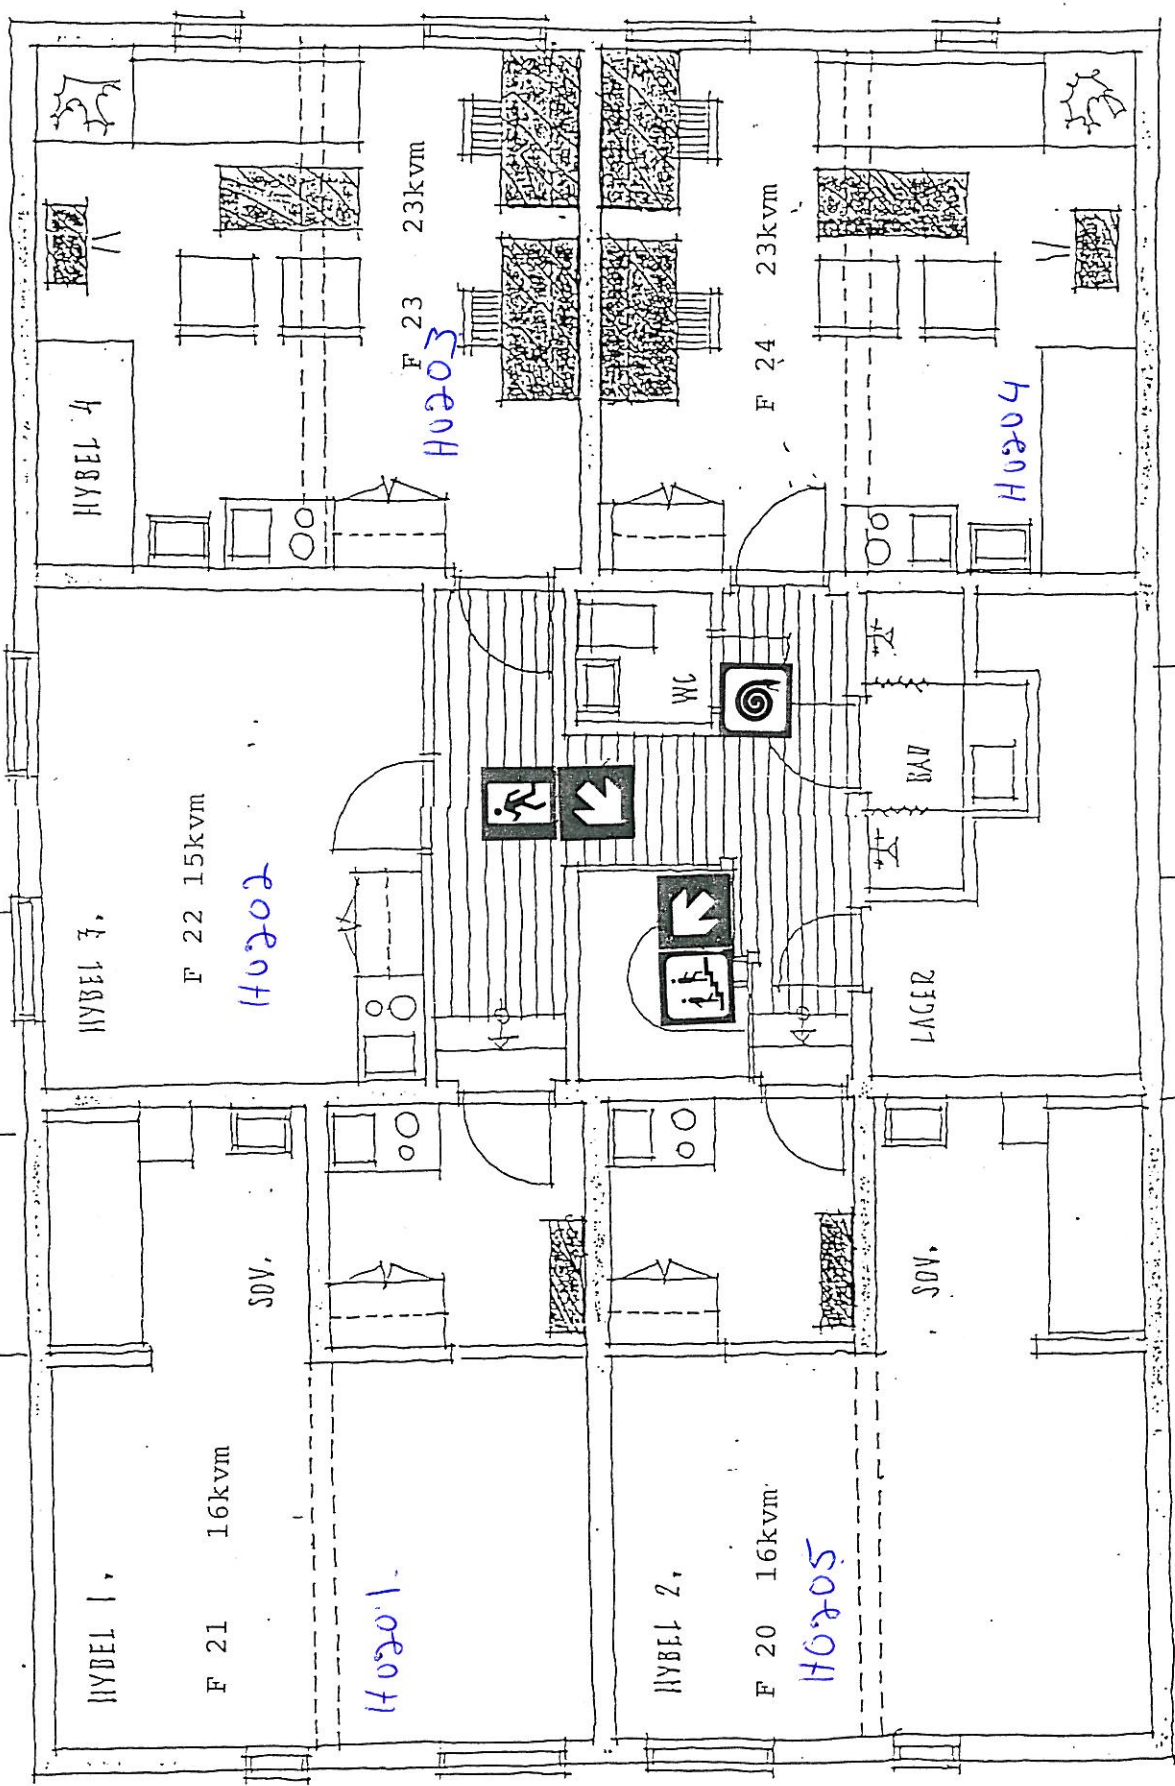 HYBEL 1.
F 21 16kvm
H0201.
SOV.
HYBEL 3.
F 22 15kvm
H0202
HYBEL 4
F 23 23kvm
H0203
HYBEL 2.
F 20 16kvm
H0205
SOV.
LAGER
BAD
WC
F 24 23kvm
H0204